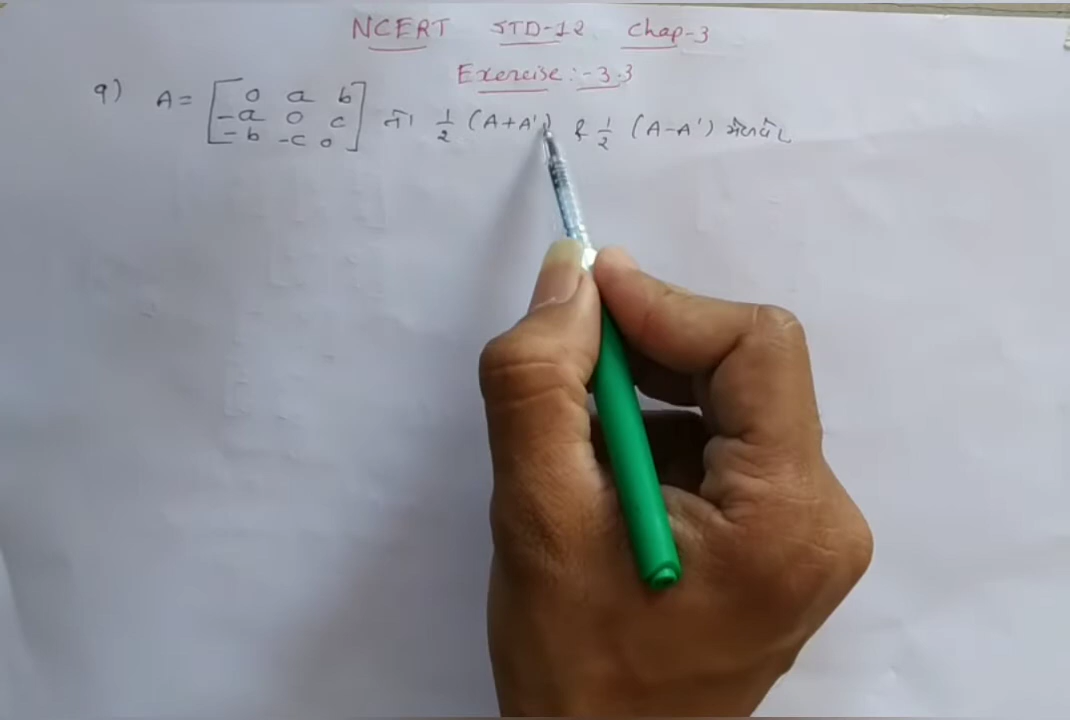 NCERT STD-12 Chap-3
Exercise:-3.3
9) A = [ 0 a b
-a 0 c
-b -c 0 ] તો 1/2 (A+A') & 1/2 (A-A') મેળવો